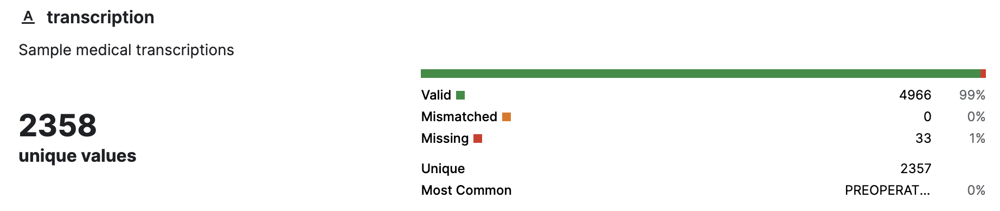 A transcription
Sample medical transcriptions
2358
unique values
Valid 4966 99%
Mismatched 0 0%
Missing 33 1%
Unique 2357
Most Common PREOPERAT... 0%